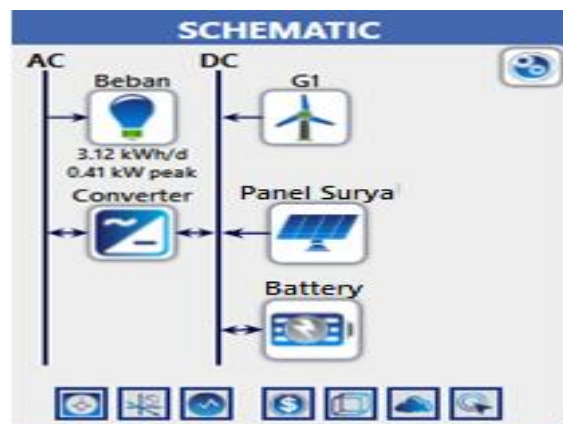 SCHEMATIC
AC DC
Beban G1
3.12 kWh/d
0.41 kW peak
Converter Panel Surya
Battery